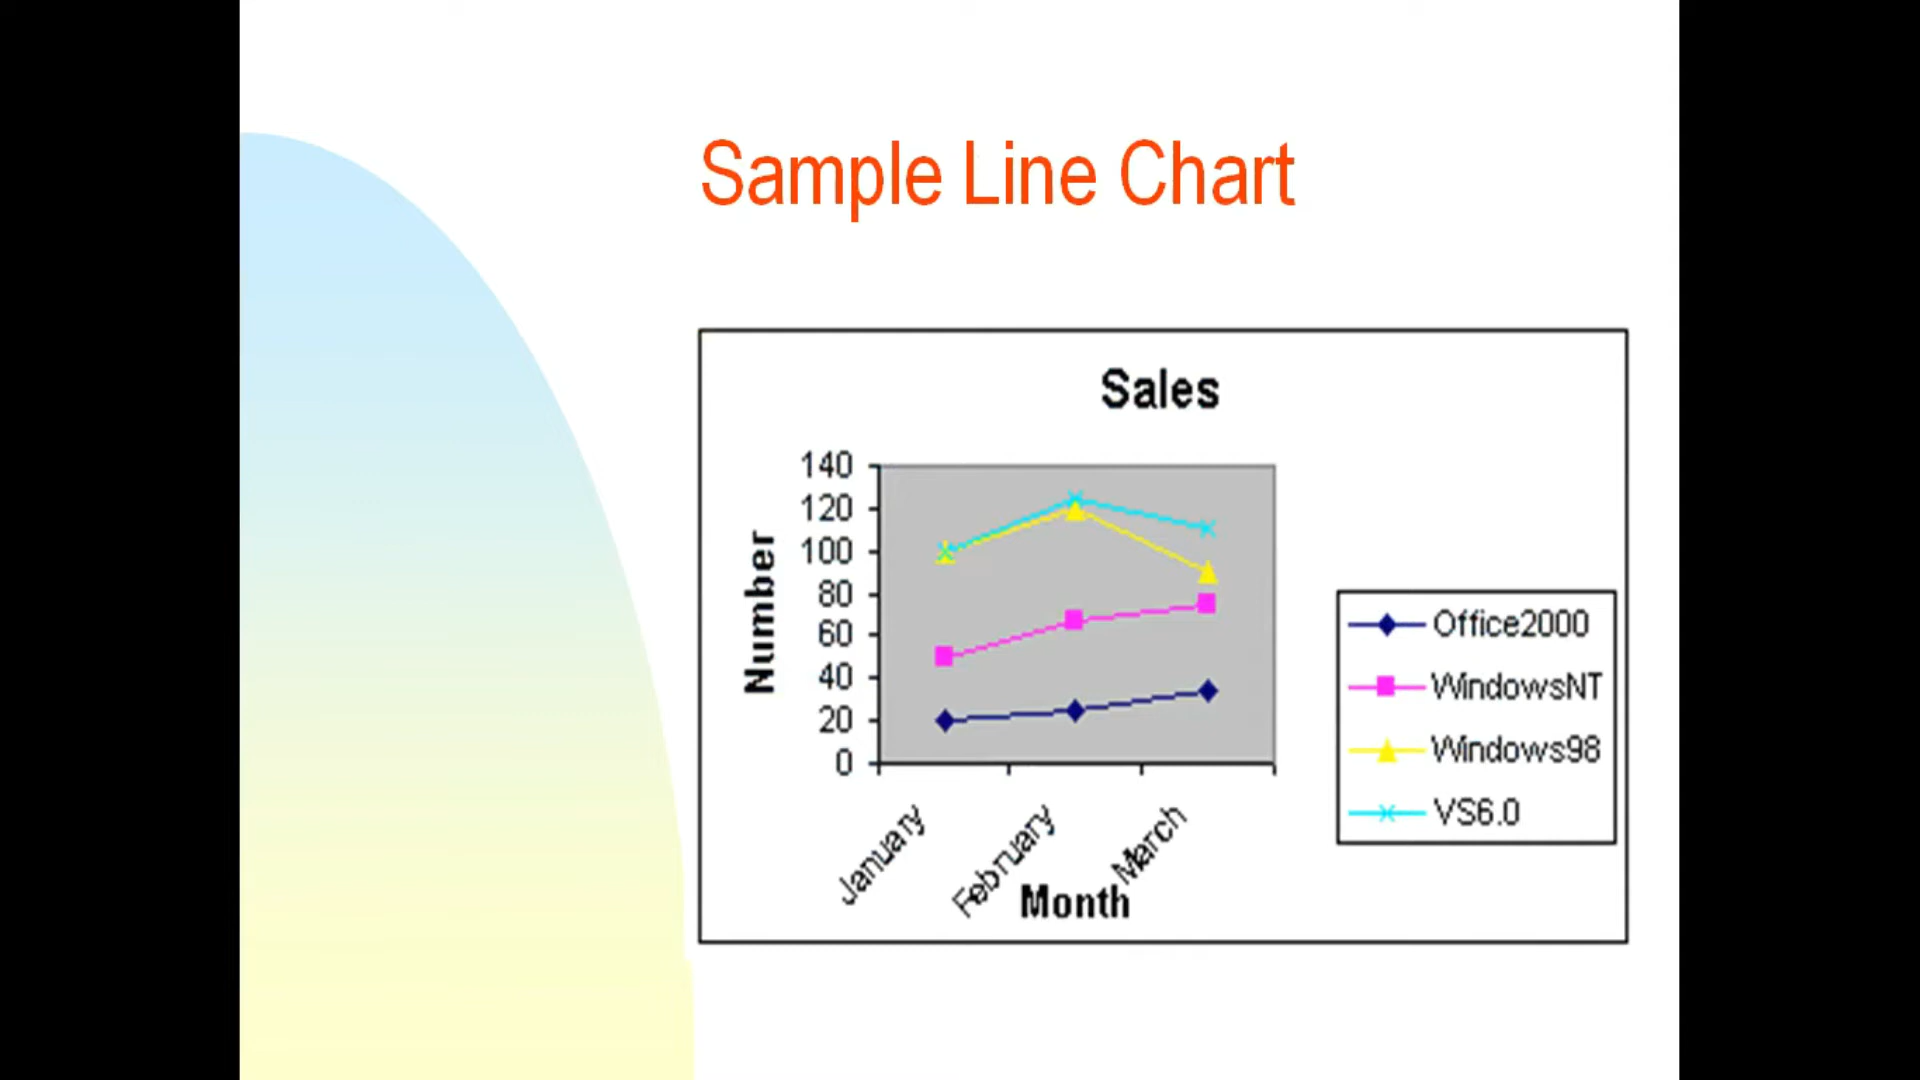 Sample Line Chart
Sales
Number
140
120
100
80
60
40
20
0
January
February
March
Month
Office2000
WindowsNT
Windows98
VS6.0